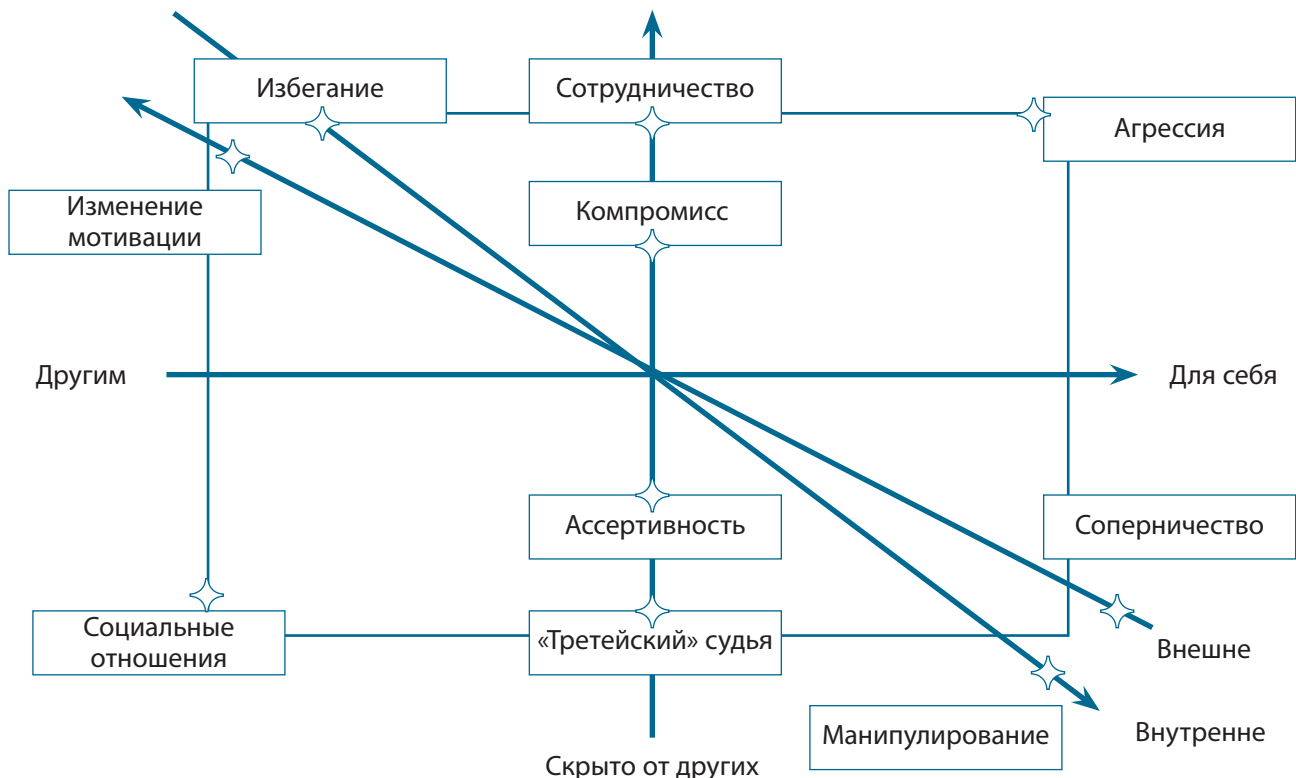 Избегание
Сотрудничество
Агрессия
Изменение
мотивации
Компромисс
Другим
Для себя
Ассертивность
Соперничество
Социальные
отношения
«Третейский» судья
Внешне
Манипулирование
Внутренне
Скрыто от других